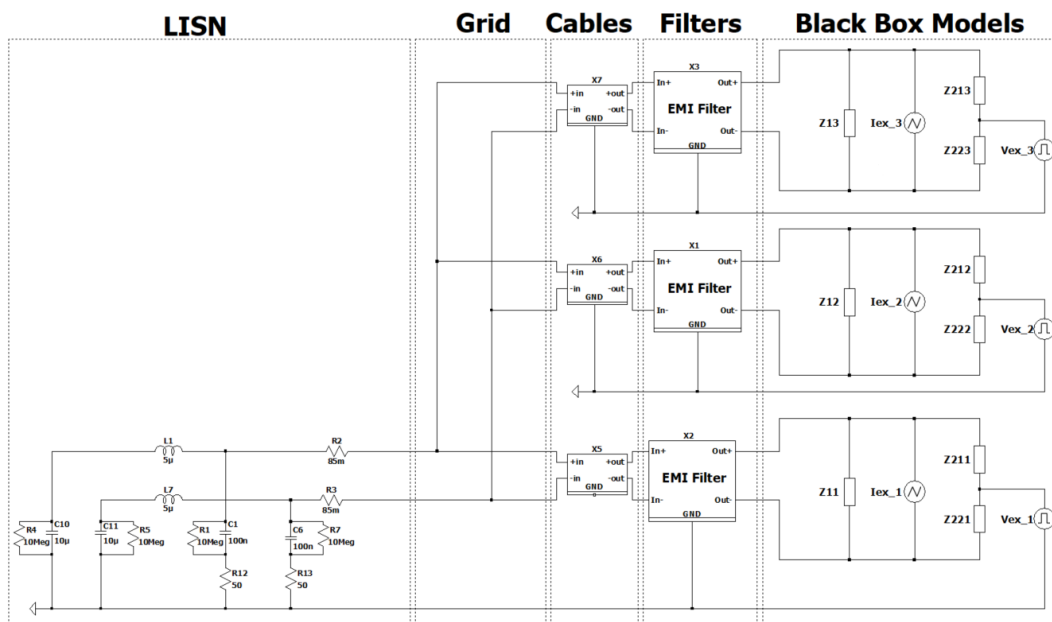 LISN
Grid
Cables
Filters
Black Box Models
X7
+in
+out
-in
-out
GND
X3
In+
Out+
EMI Filter
In-
Out-
GND
Z13
Iex_3
Z213
Z223
Vex_3
X6
+in
+out
-in
-out
GND
X1
In+
Out+
EMI Filter
In-
Out-
GND
Z12
Iex_2
Z212
Z222
Vex_2
L1
5µ
R2
85m
L7
5µ
R3
85m
X5
+in
+out
-in
-out
GND
X2
In+
Out+
EMI Filter
In-
Out-
GND
Z11
Iex_1
Z211
Z221
Vex_1
R4
10Meg
C10
10µ
C11
10µ
R5
10Meg
R1
10Meg
C1
100n
C6
100n
R7
10Meg
R12
50
R13
50